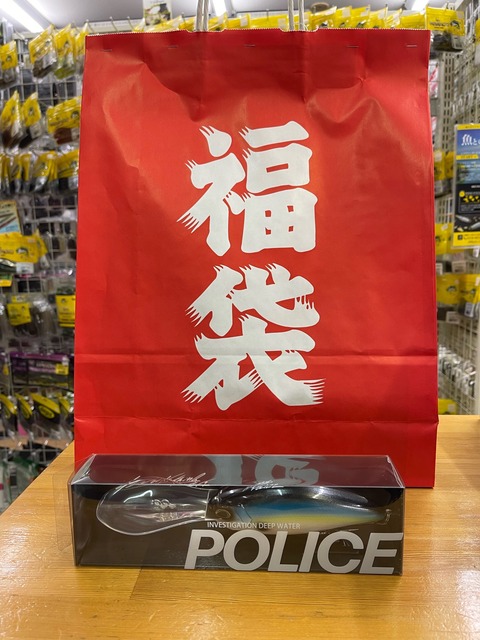 福
袋
INVESTIGATION DEEP WATER
POLICE